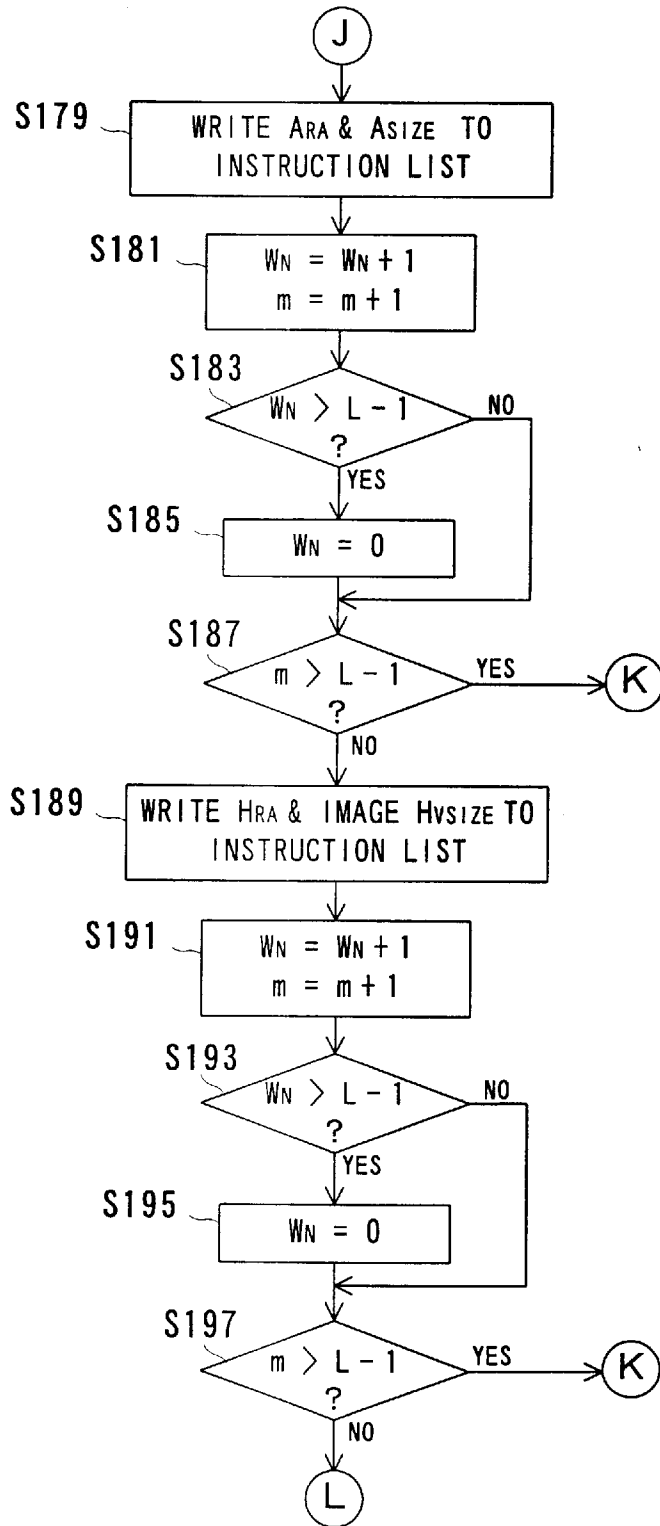 J
S179
WRITE ARA & ASIZE TO
INSTRUCTION LIST
S181
WN = WN + 1
m = m + 1
S183
WN > L - 1
?
NO
YES
S185
WN = 0
S187
m > L - 1
?
YES
K
NO
S189
WRITE HRA & IMAGE HVSIZE TO
INSTRUCTION LIST
S191
WN = WN + 1
m = m + 1
S193
WN > L - 1
?
NO
YES
S195
WN = 0
S197
m > L - 1
?
YES
K
NO
L